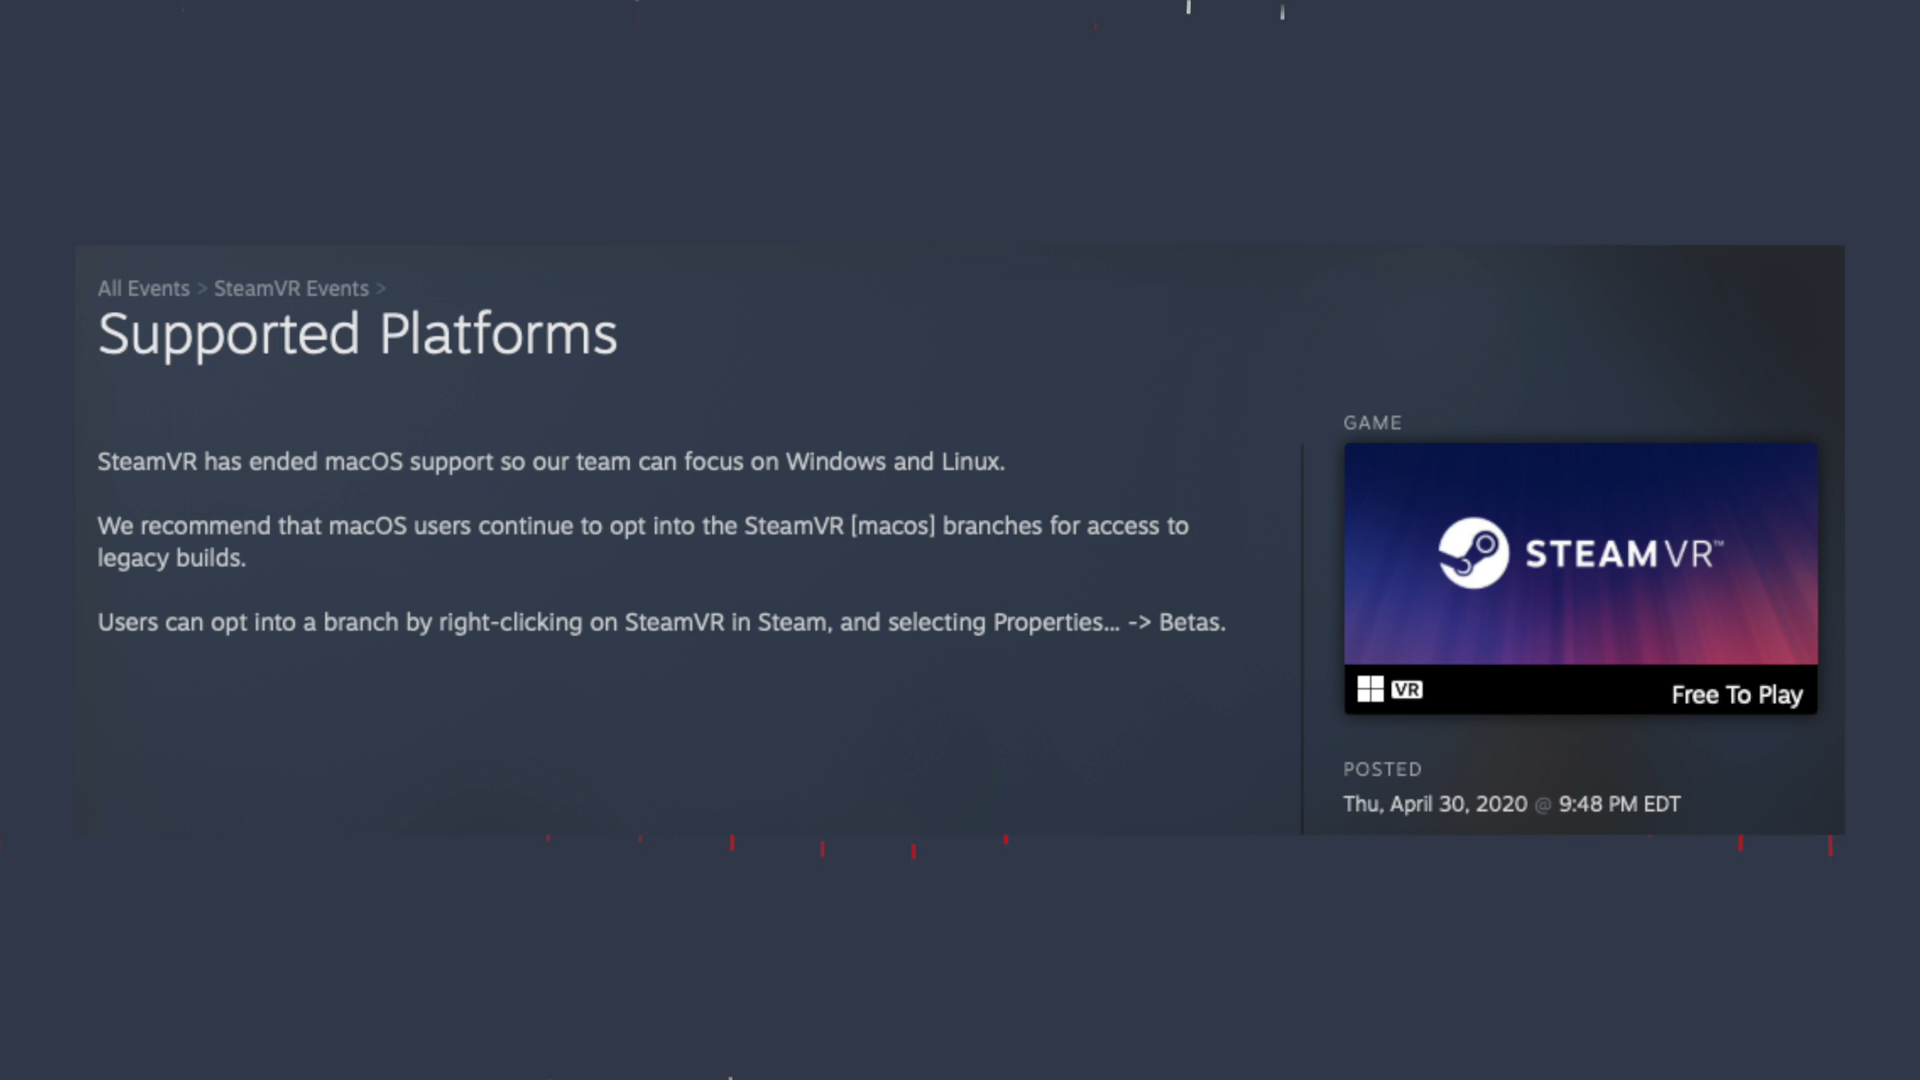 All Events > SteamVR Events >
Supported Platforms
SteamVR has ended macOS support so our team can focus on Windows and Linux.
We recommend that macOS users continue to opt into the SteamVR [macos] branches for access to
legacy builds.
Users can opt into a branch by right-clicking on SteamVR in Steam, and selecting Properties... -> Betas.
GAME
STEAMVR™
VR
Free To Play
POSTED
Thu, April 30, 2020 @ 9:48 PM EDT